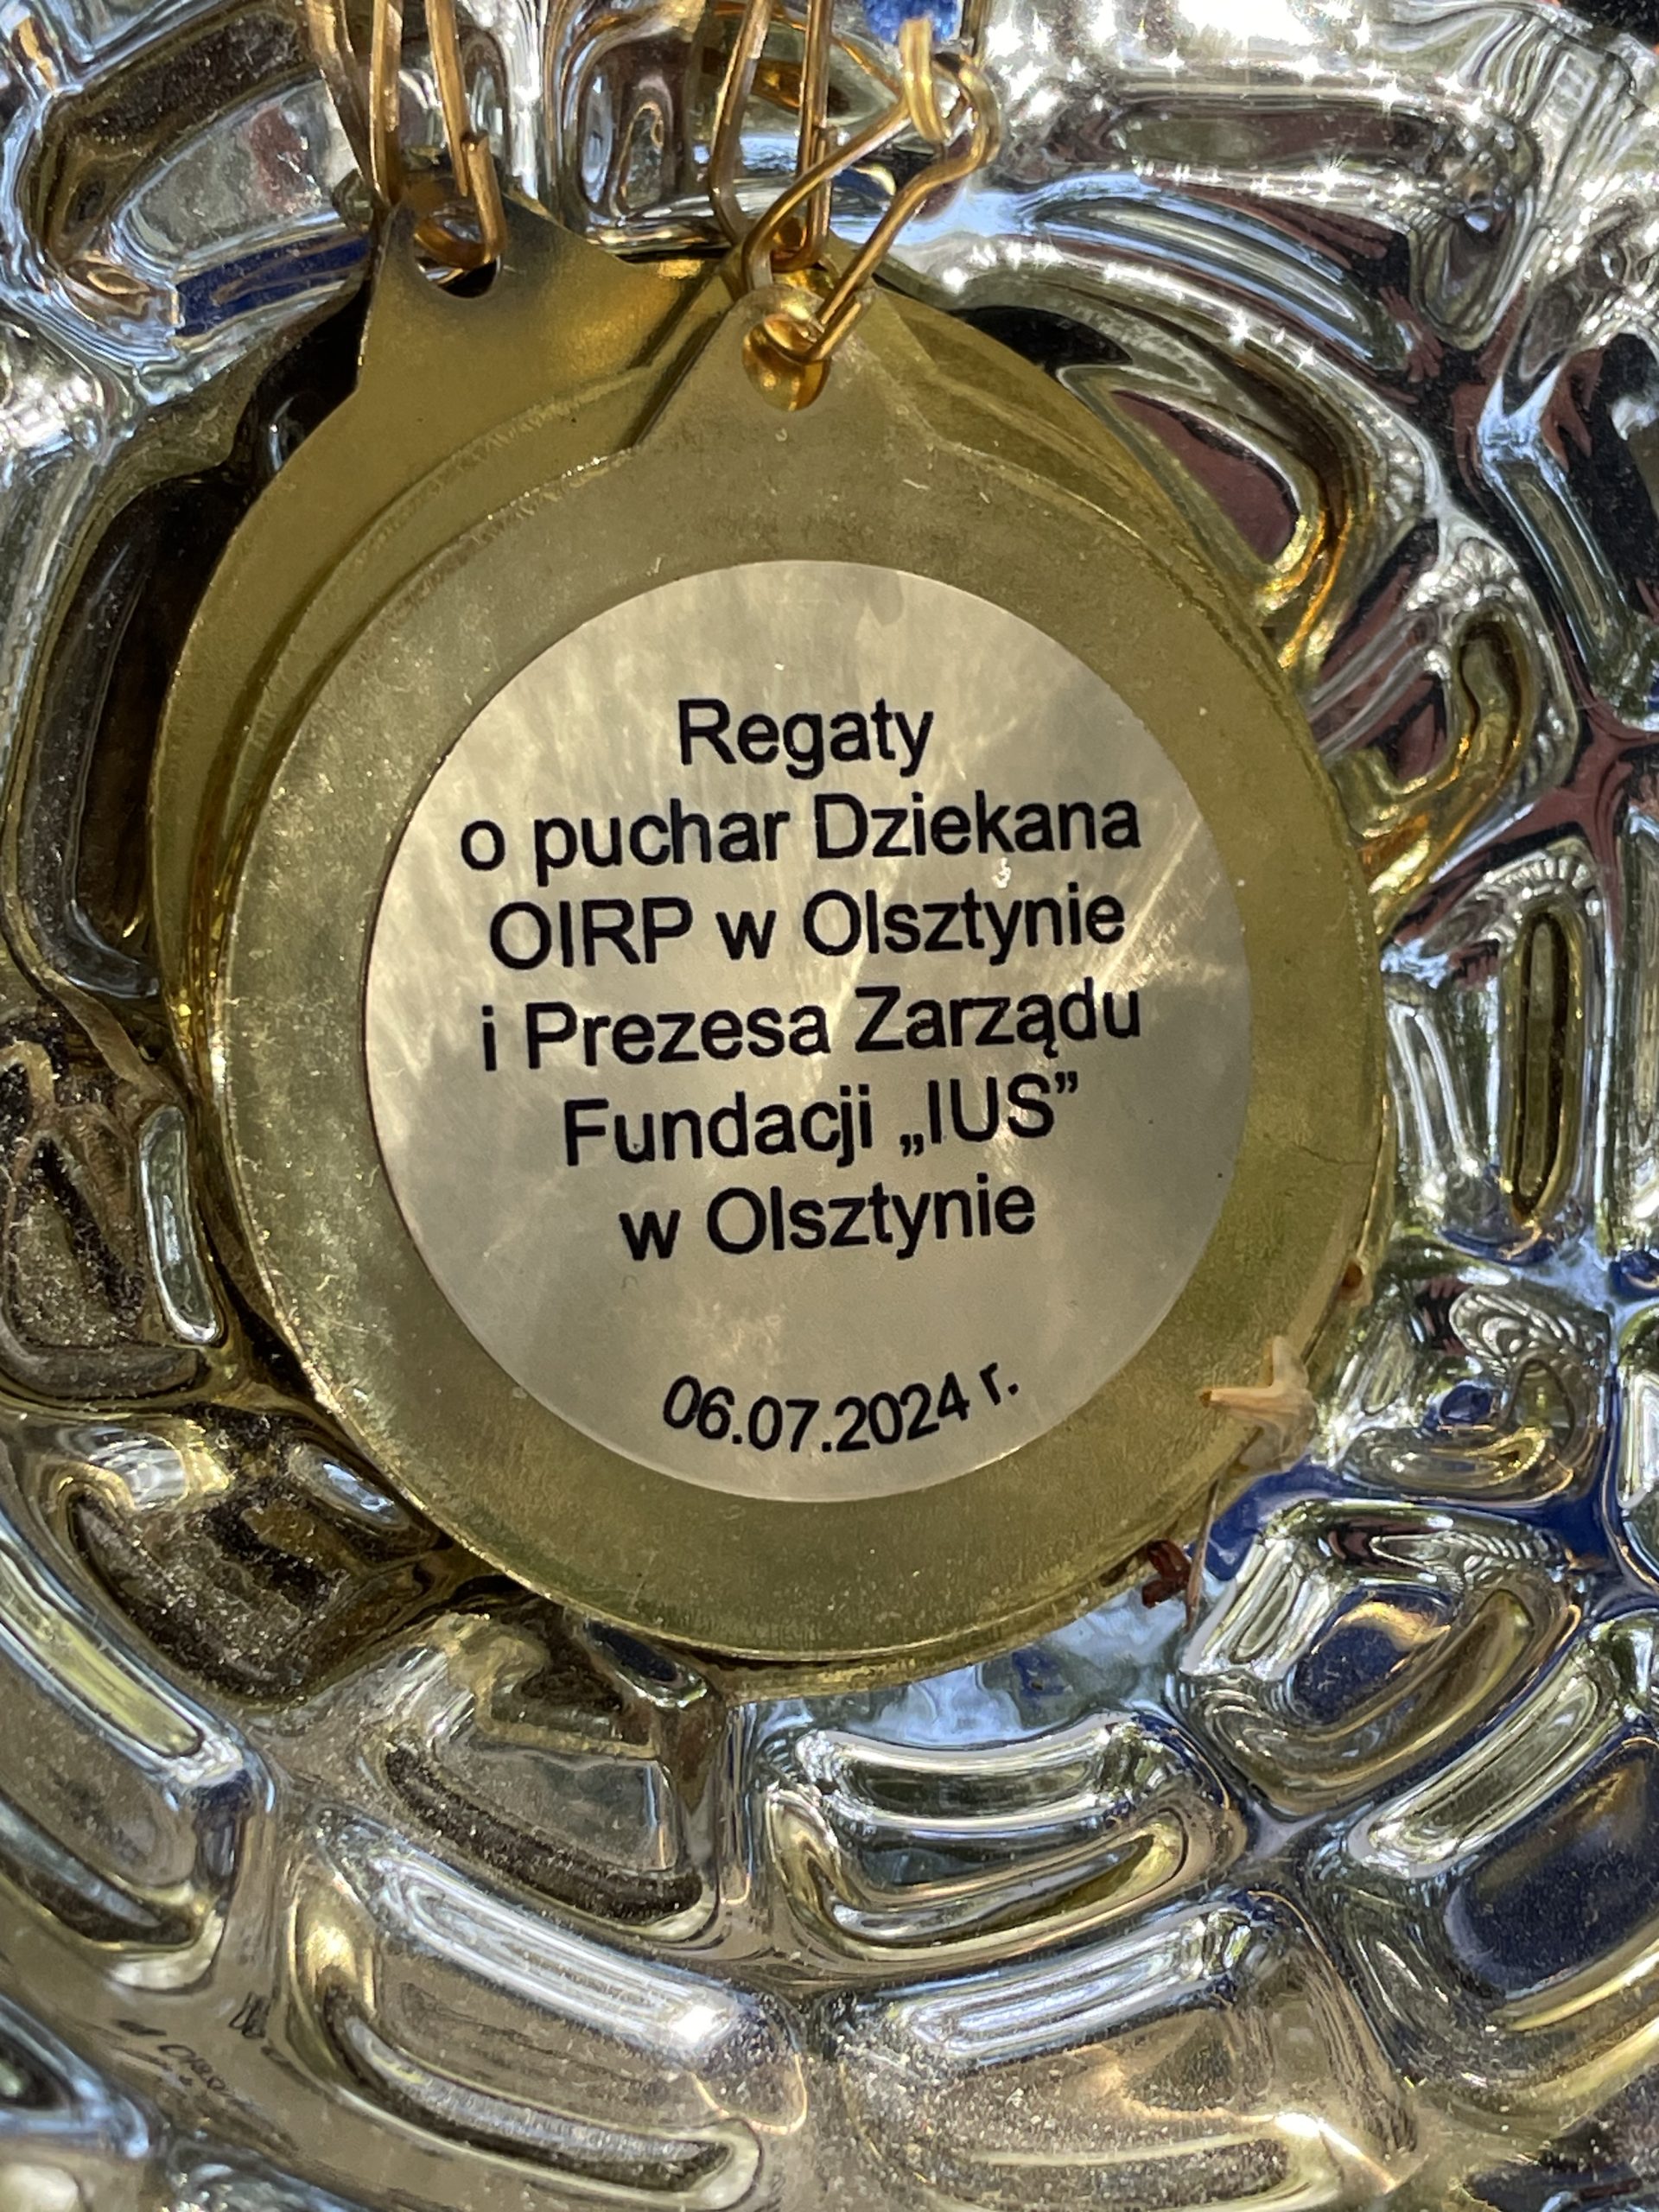 Regaty
o puchar Dziekana
OIRP w Olsztynie
i Prezesa Zarządu
Fundacji „IUS”
w Olsztynie
06.07.2024 r.